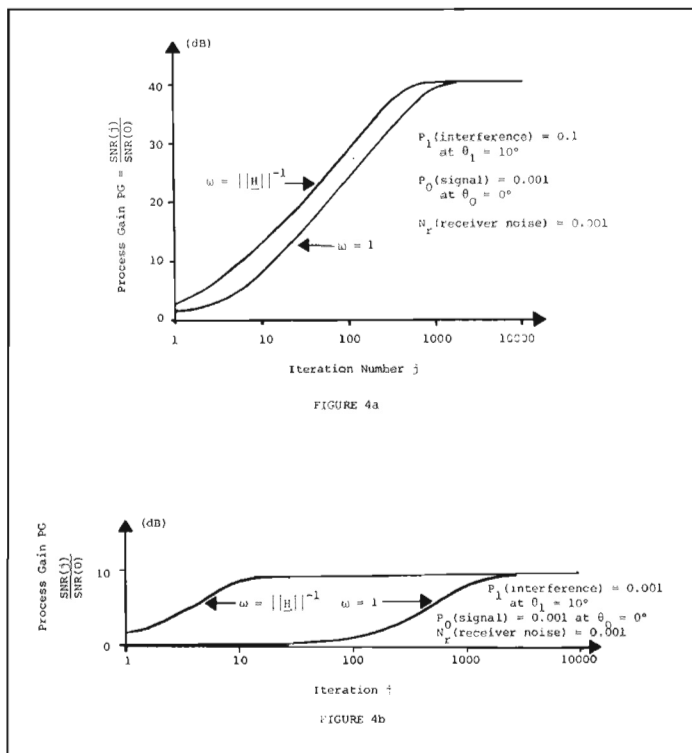 (dB)
40
30
20
10
0
Process Gain PG = SNR(j)/SNR(0)
ω = ||H||⁻¹
ω = 1
P₁(interference) = 0.1
at θ₁ = 10°
P₀(signal) = 0.001
at θ₀ = 0°
Nᵣ(receiver noise) = 0.001
1 10 100 1000 10000
Iteration Number j
FIGURE 4a
(dB)
Process Gain PG
SNR(j)/SNR(0)
10
0
ω = ||H||⁻¹ ω = 1
P₁(interference) = 0.001
at θ₁ = 10°
P₀(signal) = 0.001 at θ₀ = 0°
Nᵣ(receiver noise) = 0.001
1 10 100 1000 10000
Iteration j
FIGURE 4b